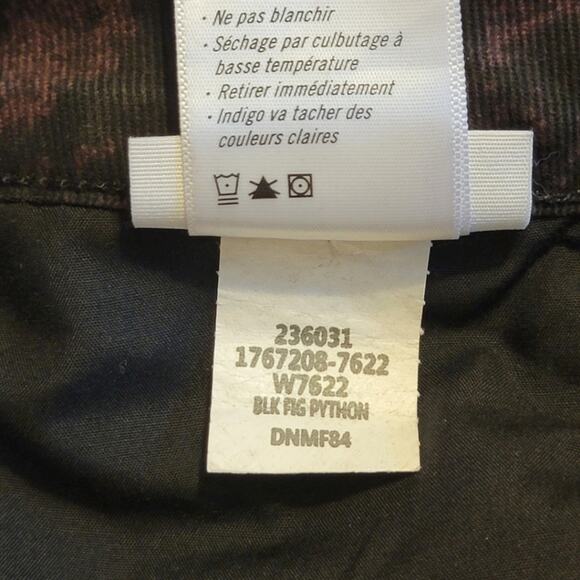 · Ne pas blanchir
· Séchage par culbutage à
basse température
· Retirer immédiatement
· Indigo va tacher des
couleurs claires
236031
1767208-7622
W7622
BLK FIG PYTHON
DNMF84